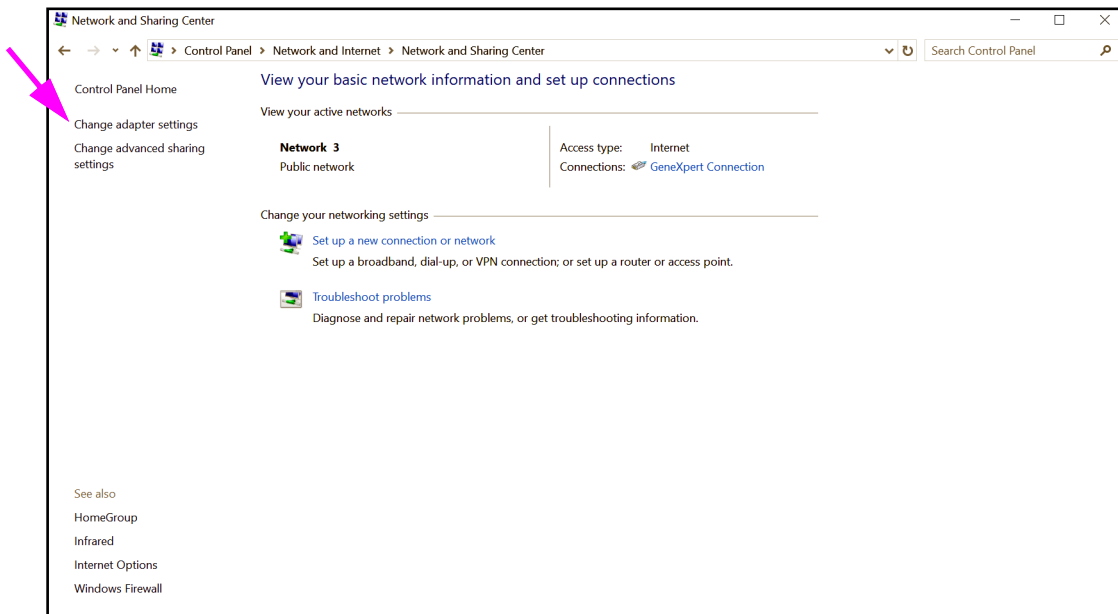 Network and Sharing Center
Control Panel > Network and Internet > Network and Sharing Center
Search Control Panel
Control Panel Home
Change adapter settings
Change advanced sharing
settings
View your basic network information and set up connections
View your active networks
Network 3
Public network
Access type: Internet
Connections: GeneXpert Connection
Change your networking settings
Set up a new connection or network
Set up a broadband, dial-up, or VPN connection; or set up a router or access point.
Troubleshoot problems
Diagnose and repair network problems, or get troubleshooting information.
See also
HomeGroup
Infrared
Internet Options
Windows Firewall